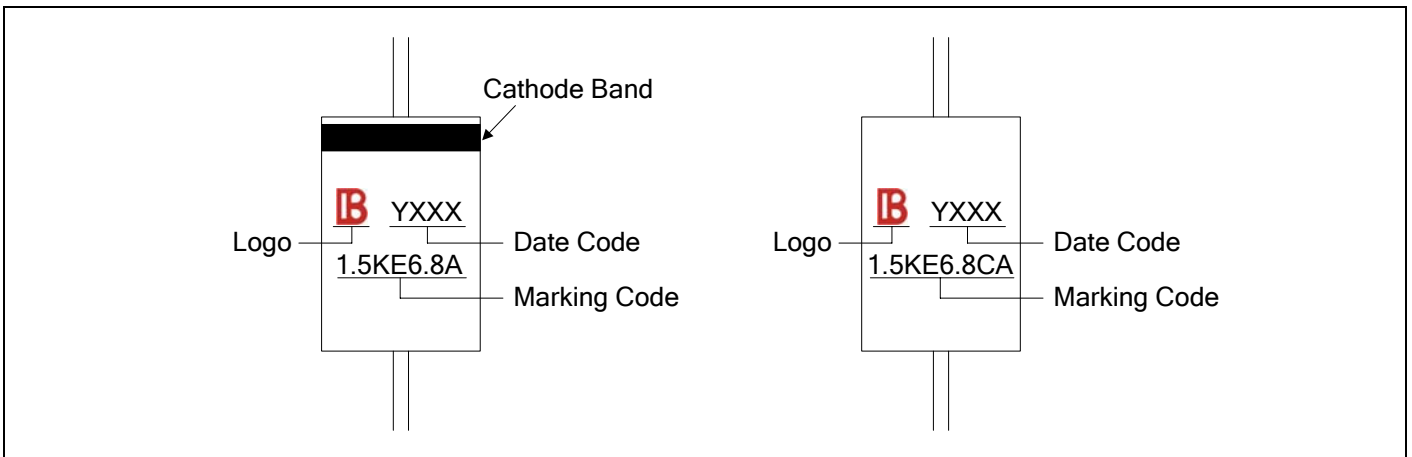 Cathode Band
B YXXX
Logo Date Code
1.5KE6.8A
Marking Code
B YXXX
Logo Date Code
1.5KE6.8CA
Marking Code